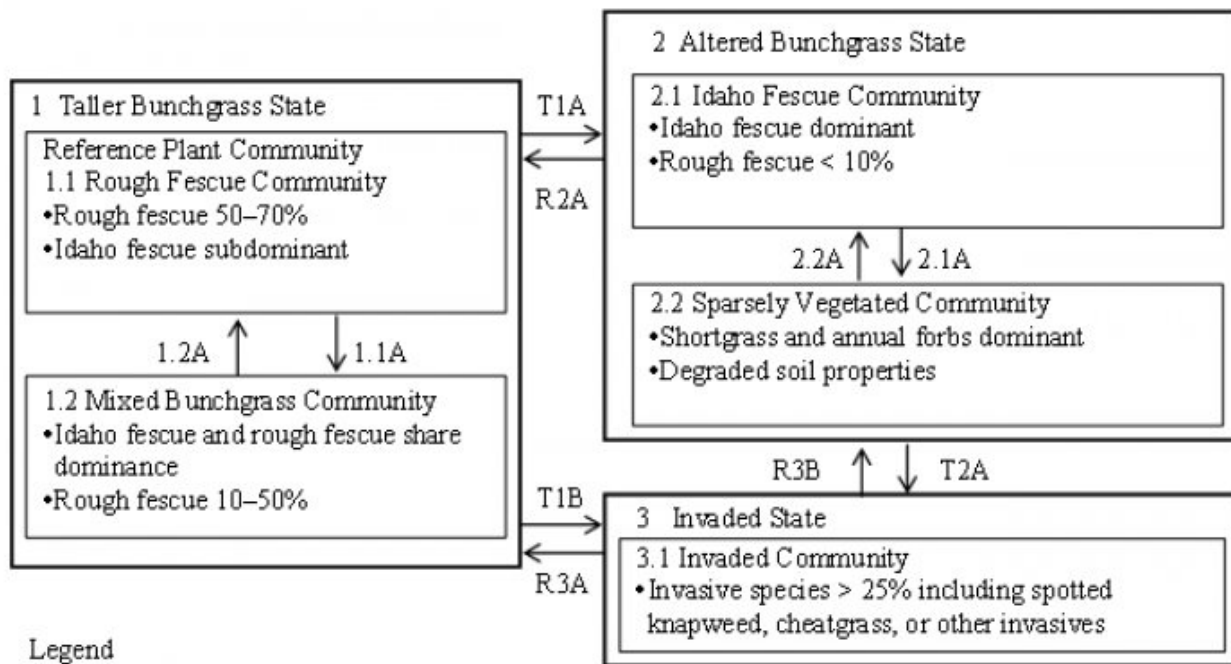 1 Taller Bunchgrass State
Reference Plant Community
1.1 Rough Fescue Community
•Rough fescue 50–70%
•Idaho fescue subdominant
1.2A
1.1A
1.2 Mixed Bunchgrass Community
•Idaho fescue and rough fescue share
dominance
•Rough fescue 10–50%
T1A
R2A
T1B
R3A
2 Altered Bunchgrass State
2.1 Idaho Fescue Community
•Idaho fescue dominant
•Rough fescue < 10%
2.2A
2.1A
2.2 Sparsely Vegetated Community
•Shortgrass and annual forbs dominant
•Degraded soil properties
R3B
T2A
3 Invaded State
3.1 Invaded Community
•Invasive species > 25% including spotted
knapweed, cheatgrass, or other invasives
Legend